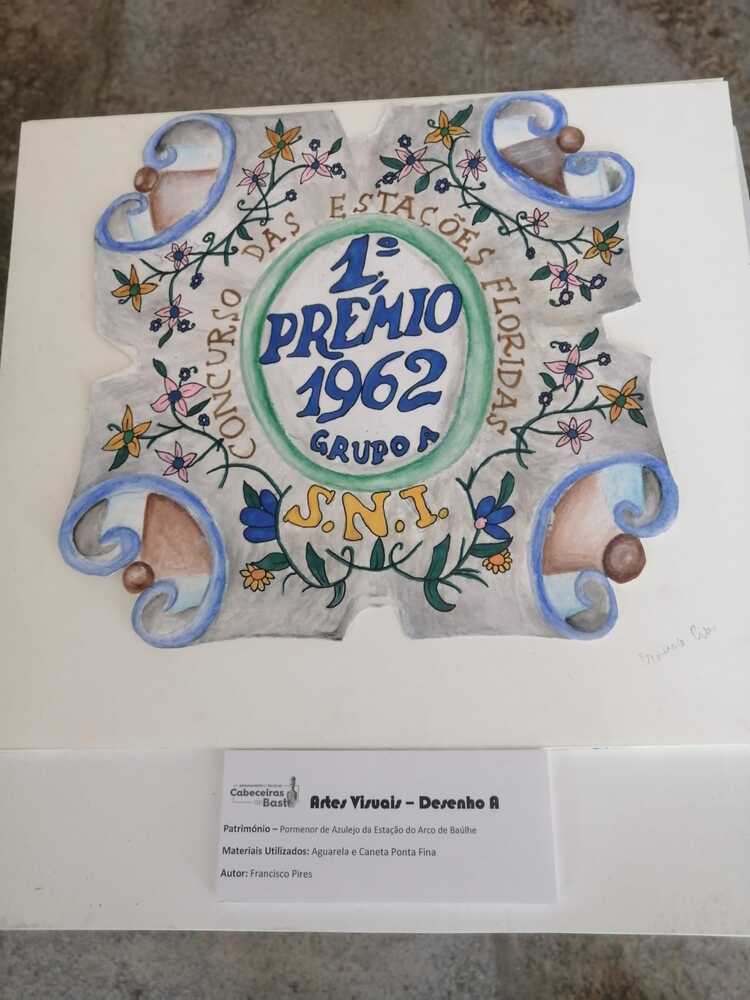 CONCURSO DAS ESTAÇÕES FLORIDAS
1.º
PRÉMIO
1962
GRUPO A
S.N.I.
Cabeceiras
de Basto
Artes Visuais – Desenho A
Património – Pormenor de Azulejo da Estação do Arco de Baúlhe
Materiais Utilizados: Aguarela e Caneta Ponta Fina
Autor: Francisco Pires